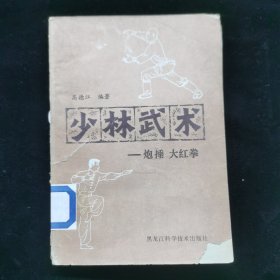 高德江 编著
少林武术
—炮捶 大红拳
黑龙江科学技术出版社